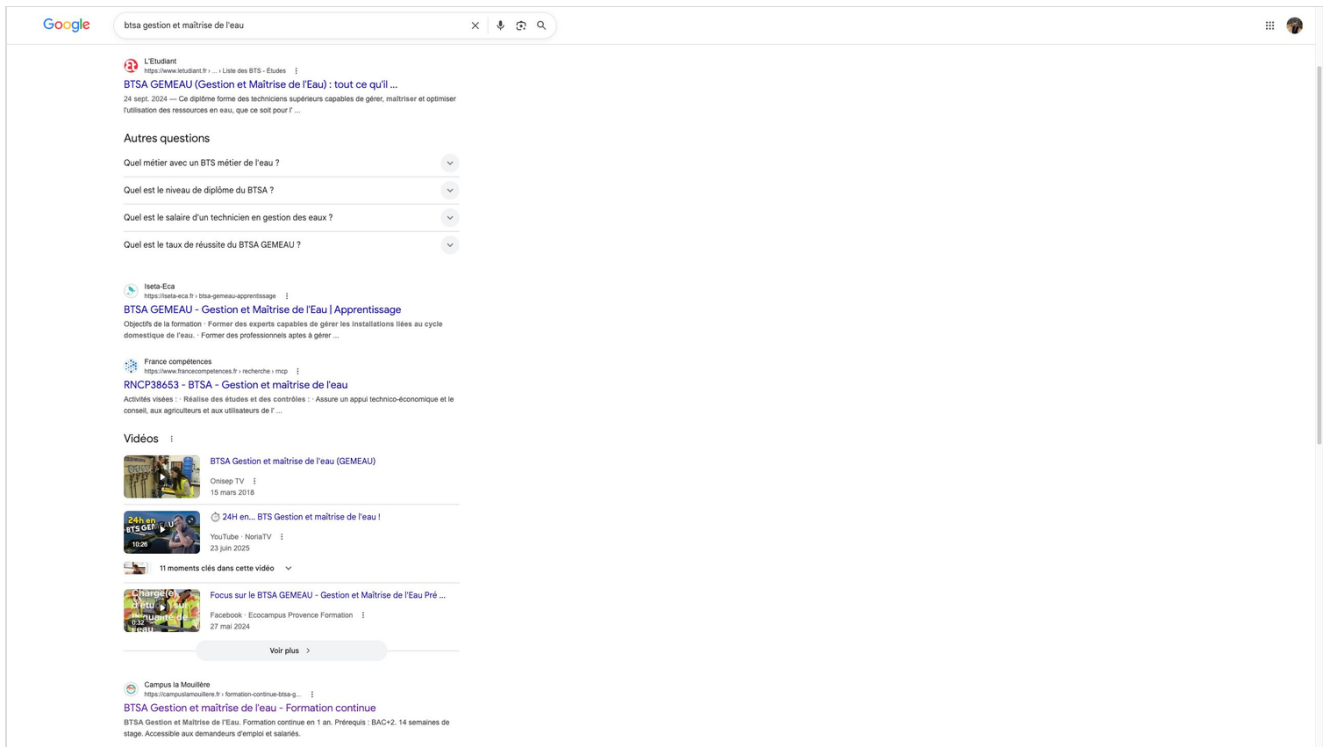 Google
btsa gestion et maîtrise de l'eau
L'Etudiant
https://www.letudiant.fr › ... › Liste des BTS - Études
BTSA GEMEAU (Gestion et Maîtrise de l'Eau) : tout ce qu'il ...
24 sept. 2024 — Ce diplôme forme des techniciens supérieurs capables de gérer, maîtriser et optimiser
l'utilisation des ressources en eau, que ce soit pour l' ...
Autres questions
Quel métier avec un BTS métier de l'eau ?
Quel est le niveau de diplôme du BTSA ?
Quel est le salaire d'un technicien en gestion des eaux ?
Quel est le taux de réussite du BTSA GEMEAU ?
Iseta-Eca
https://iseta-eca.fr › btsa-gemeau-apprentissage
BTSA GEMEAU - Gestion et Maîtrise de l'Eau | Apprentissage
Objectifs de la formation · Former des experts capables de gérer les installations liées au cycle
domestique de l'eau. · Former des professionnels aptes à gérer ...
France compétences
https://www.francecompetences.fr › recherche › rncp
RNCP38653 - BTSA - Gestion et maîtrise de l'eau
Activités visées : · Réalise des études et des contrôles : · Assure un appui technico-économique et le
conseil, aux agriculteurs et aux utilisateurs de l' ...
Vidéos
BTSA Gestion et maîtrise de l'eau (GEMEAU)
Onisep TV
15 mars 2018
24h en
BTS GE
10:26
24H en... BTS Gestion et maîtrise de l'eau !
YouTube · NoriaTV
23 juin 2025
11 moments clés dans cette vidéo
0:32
Focus sur le BTSA GEMEAU - Gestion et Maîtrise de l'Eau Pré ...
Facebook · Ecocampus Provence Formation
27 mai 2024
Voir plus
Campus la Mouillère
https://campuslamouillere.fr › formation-continue-btsa-g...
BTSA Gestion et maîtrise de l'eau - Formation continue
BTSA Gestion et Maîtrise de l'Eau. Formation continue en 1 an. Prérequis : BAC+2. 14 semaines de
stage. Accessible aux demandeurs d'emploi et salariés.